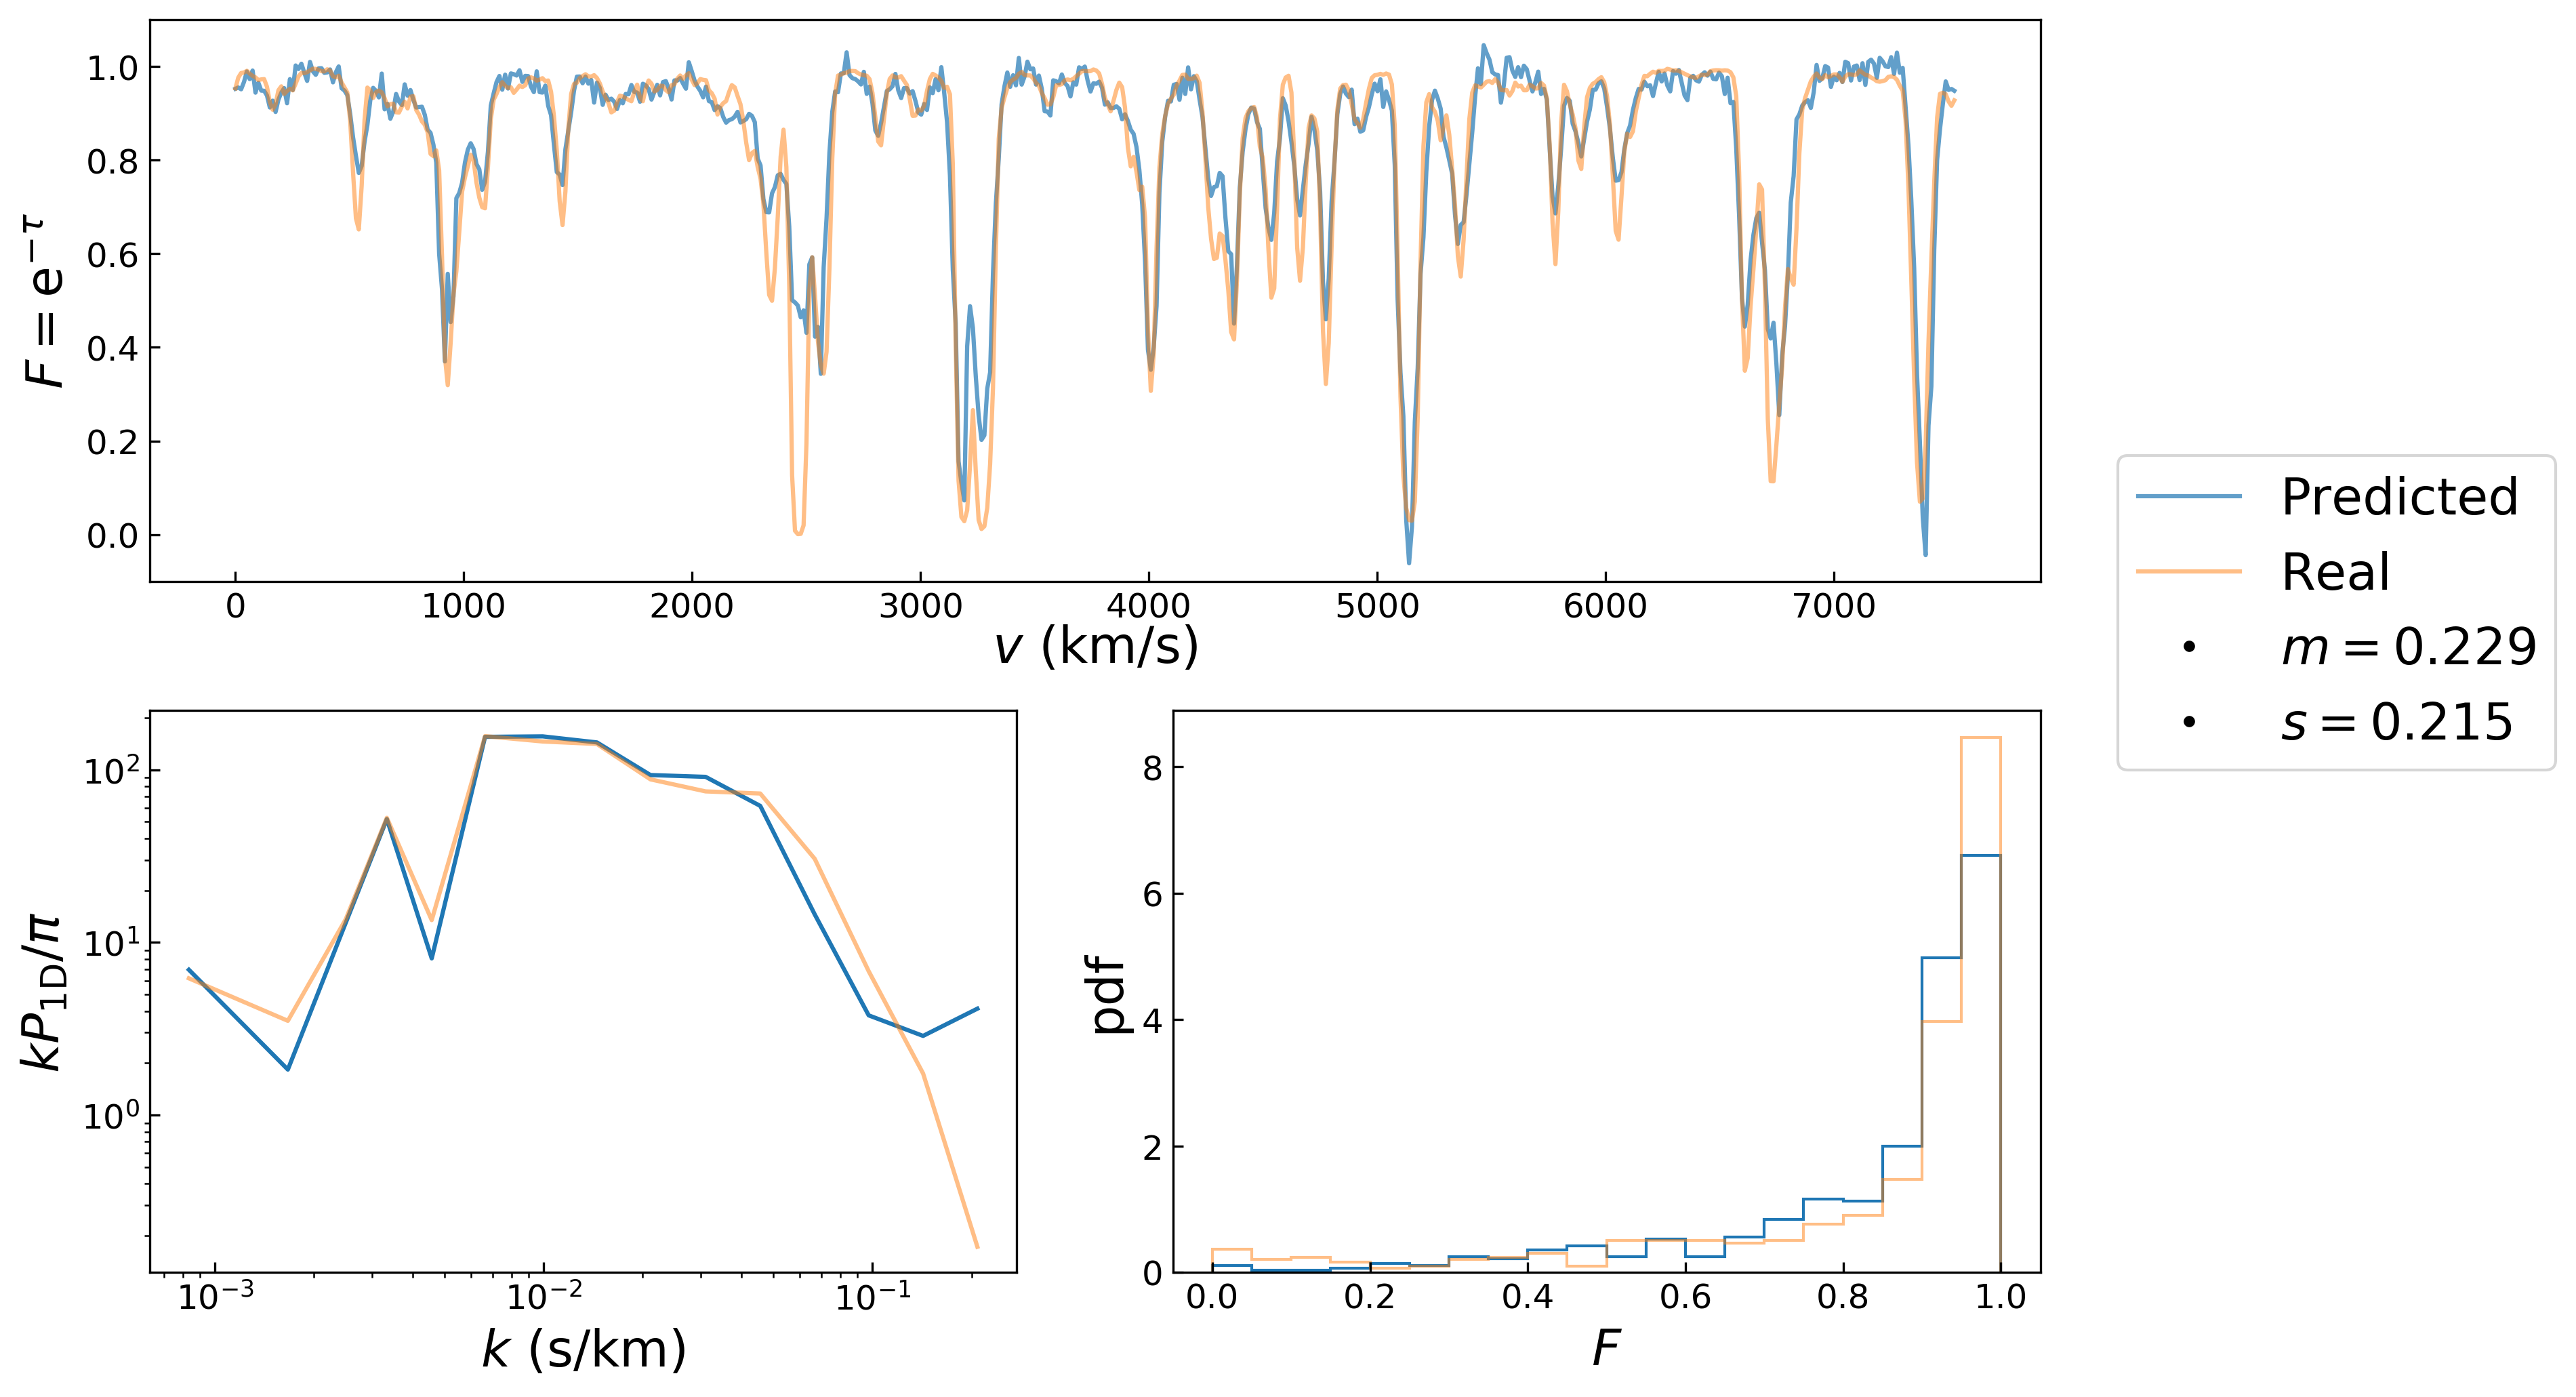 1.0
0.8
0.6
0.4
0.2
0.0
F = e^{−τ}
0 1000 2000 3000 4000 5000 6000 7000
v (km/s)
Predicted
Real
m = 0.229
s = 0.215
10^2
10^1
10^0
kP_{1D}/π
10^{−3} 10^{−2} 10^{−1}
k (s/km)
8
6
4
2
0
pdf
0.0 0.2 0.4 0.6 0.8 1.0
F